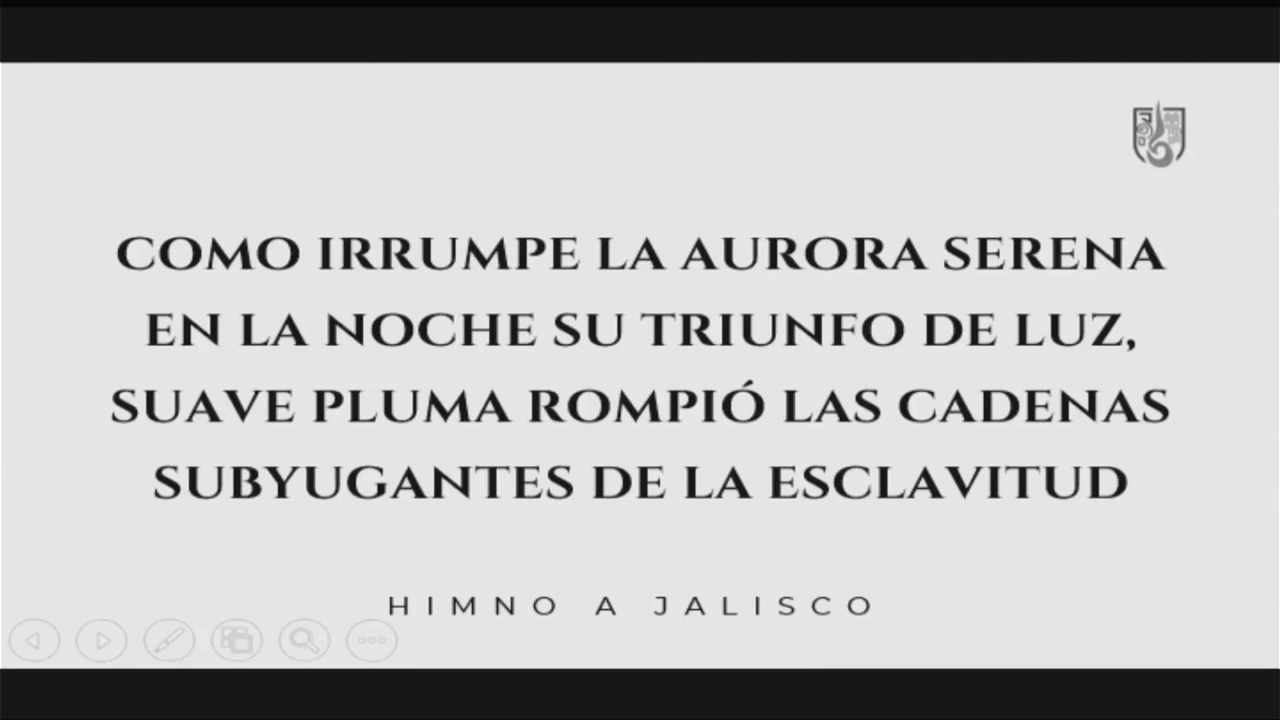 COMO IRRUMPE LA AURORA SERENA
EN LA NOCHE SU TRIUNFO DE LUZ,
SUAVE PLUMA ROMPIÓ LAS CADENAS
SUBYUGANTES DE LA ESCLAVITUD
HIMNO A JALISCO